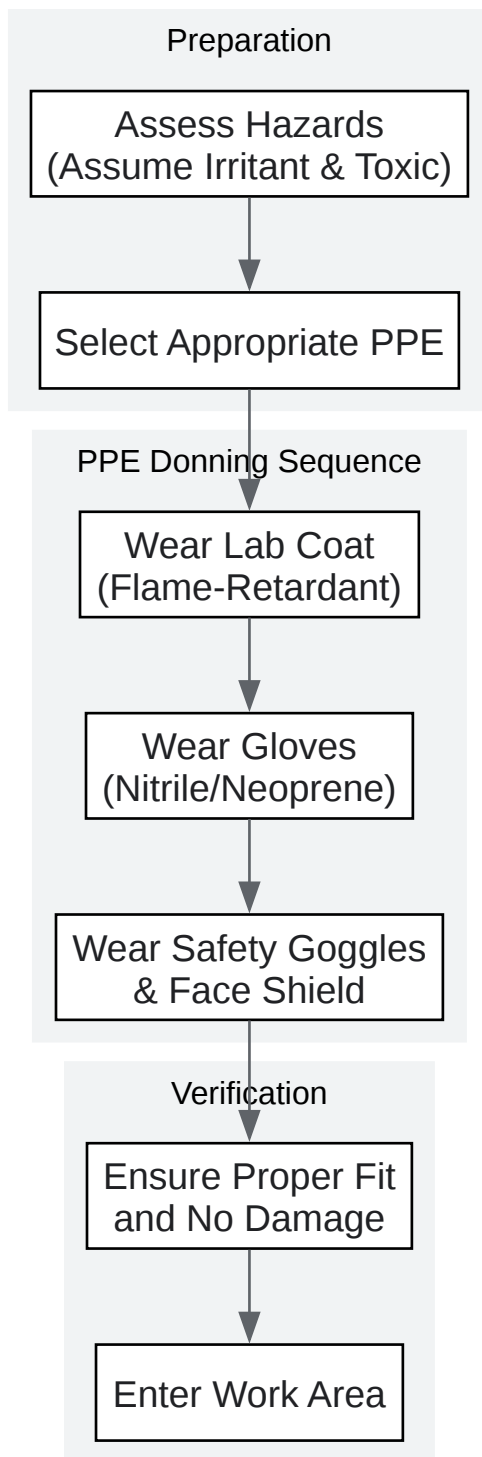 Preparation
Assess Hazards
(Assume Irritant & Toxic)
Select Appropriate PPE
PPE Donning Sequence
Wear Lab Coat
(Flame-Retardant)
Wear Gloves
(Nitrile/Neoprene)
Wear Safety Goggles
& Face Shield
Verification
Ensure Proper Fit
and No Damage
Enter Work Area